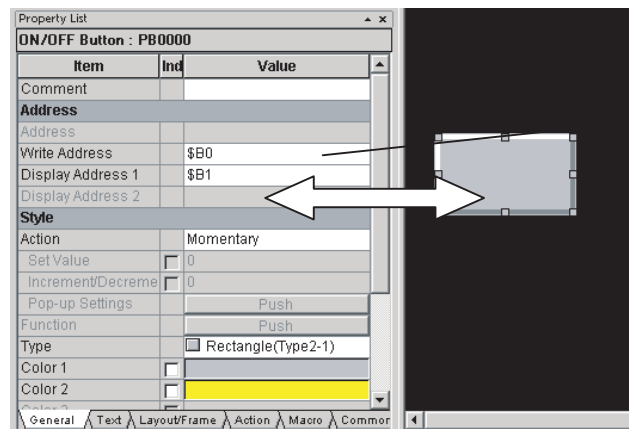 Property List
ON/OFF Button : PB0000
Item Ind Value
Comment
Address
Address
Write Address $B0
Display Address 1 $B1
Display Address 2
Style
Action Momentary
Set Value 0
Increment/Decreme 0
Pop-up Settings Push
Function Push
Type Rectangle(Type2-1)
Color 1
Color 2
General Text Layout/Frame Action Macro Common